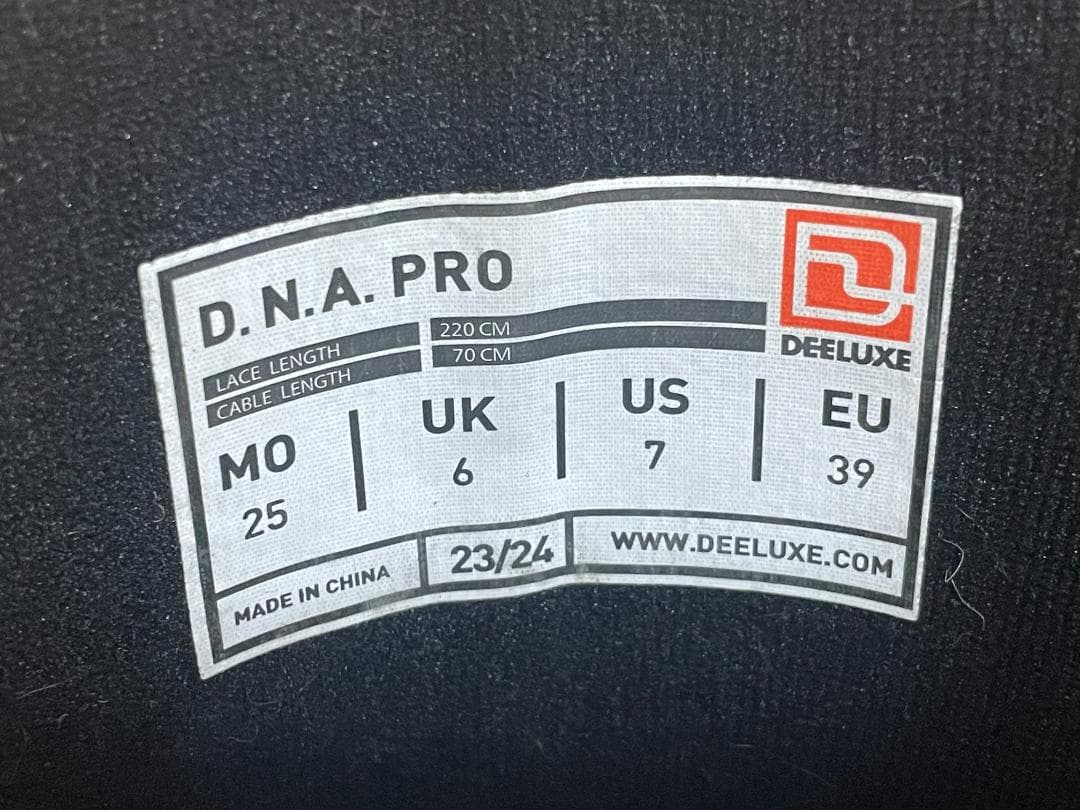 D.N.A. PRO
DEELUXE
LACE LENGTH 220 CM
CABLE LENGTH 70 CM
MO UK US EU
25 6 7 39
MADE IN CHINA 23/24 WWW.DEELUXE.COM